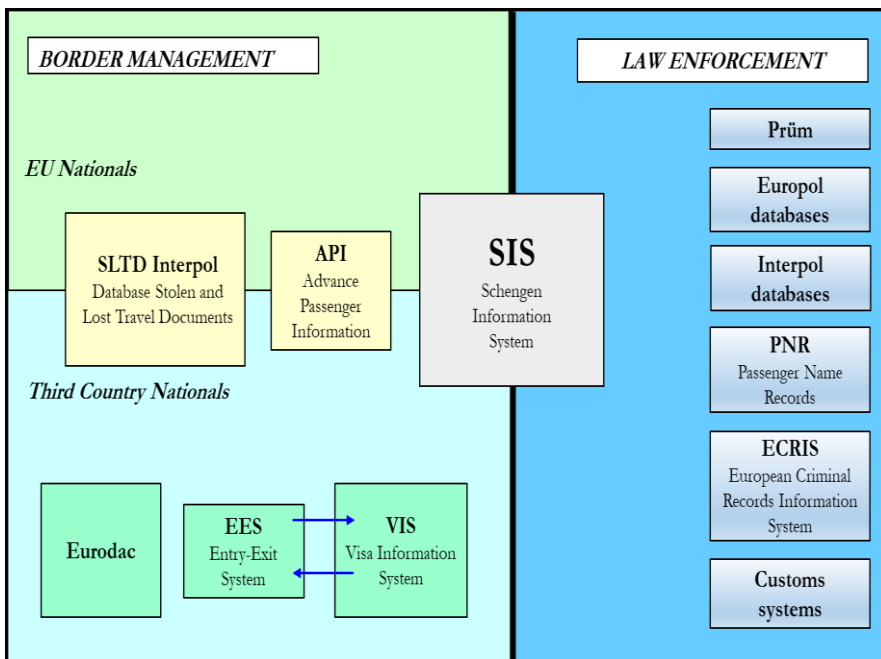 BORDER MANAGEMENT
LAW ENFORCEMENT
EU Nationals
SLTD Interpol
Database Stolen and
Lost Travel Documents
API
Advance
Passenger
Information
SIS
Schengen
Information
System
Third Country Nationals
Eurodac
EES
Entry-Exit
System
VIS
Visa Information
System
Prüm
Europol
databases
Interpol
databases
PNR
Passenger Name
Records
ECRIS
European Criminal
Records Information
System
Customs
systems